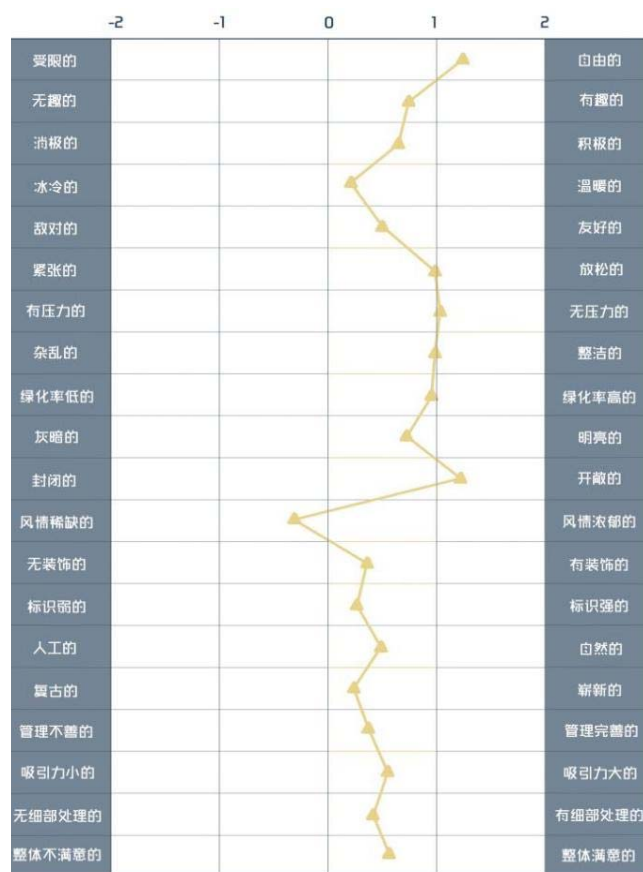 -2 -1 0 1 2
受限的 自由的
无趣的 有趣的
消极的 积极的
冰冷的 温暖的
敌对的 友好的
紧张的 放松的
有压力的 无压力的
杂乱的 整洁的
绿化率低的 绿化率高的
灰暗的 明亮的
封闭的 开敞的
风情稀缺的 风情浓郁的
无装饰的 有装饰的
标识弱的 标识强的
人工的 自然的
复古的 崭新的
管理不善的 管理完善的
吸引力小的 吸引力大的
无细部处理的 有细部处理的
整体不满意的 整体满意的